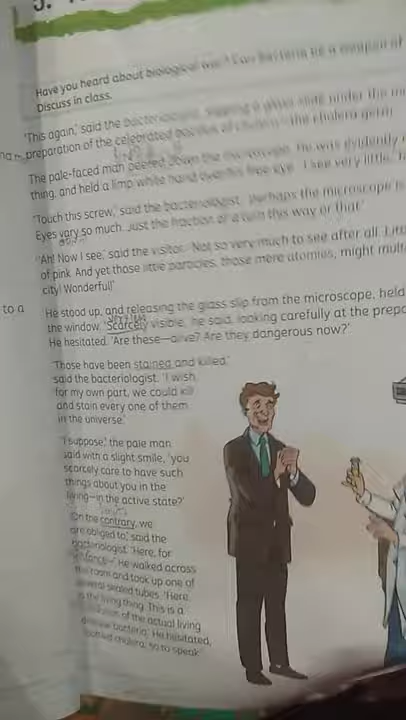 Have you heard about biological war? Can bacteria be a weapon of
Discuss in class.
'This again,' said the bacteriologist, slipping a glass slide under the
preparation of the celebrated bacillus of cholera—the cholera germ.'
The pale-faced man peered down the microscope. He was evidently
thing, and held a limp white hand over his free eye. 'I see very little,'
'Touch this screw,' said the bacteriologist. 'Perhaps the microscope is
Eyes vary so much. Just the fraction of a turn this way or that.'
'Ah! Now I see,' said the visitor. 'Not so very much to see after all.
of pink. And yet those little particles, those mere atomies, might
city! Wonderful!'
to a
He stood up, and releasing the glass slip from the microscope, held
the window. 'Scarcely visible,' he said, looking carefully at the
He hesitated. 'Are these—alive? Are they dangerous now?'
'Those have been stained and killed,'
said the bacteriologist. 'I wish,
for my own part, we could kill
and stain every one of them
in the universe.'
'I suppose,' the pale man
said with a slight smile, 'you
scarcely care to have such
things about you in the
living—in the active state?'
'On the contrary, we
are obliged to,' said the
bacteriologist. 'Here, for
instance—' He walked across
the room and took up one of
several sealed tubes. 'Here
is the living thing. This is a
of the actual living
disease bacteria.' He hesitated,
'Bottled cholera, so to speak.'